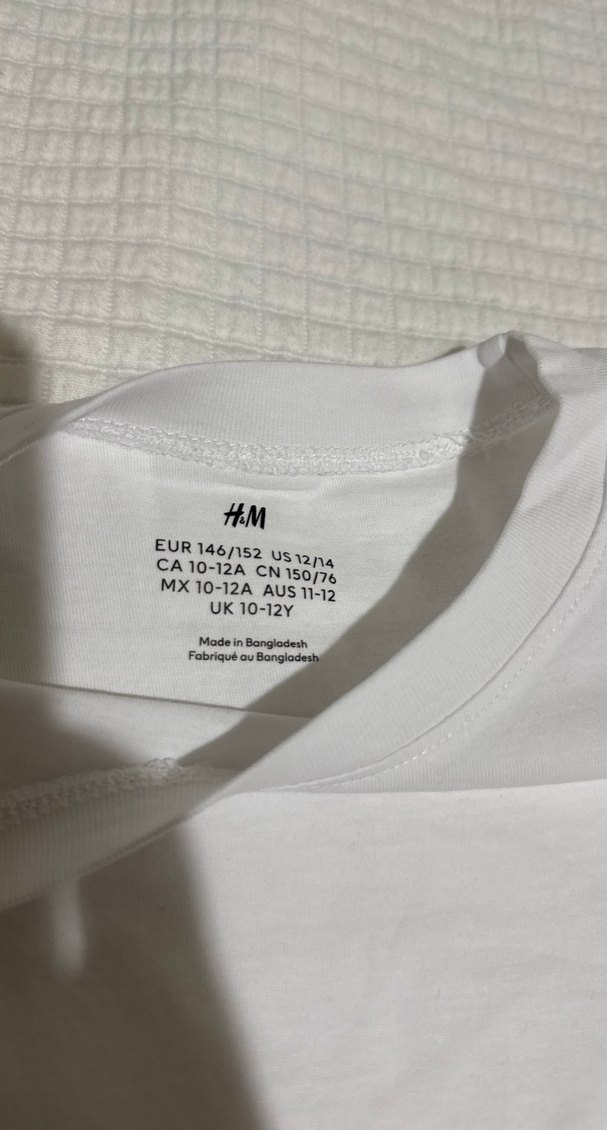 H&M
EUR 146/152 US 12/14
CA 10-12A CN 150/76
MX 10-12A AUS 11-12
UK 10-12Y
Made in Bangladesh
Fabriqué au Bangladesh